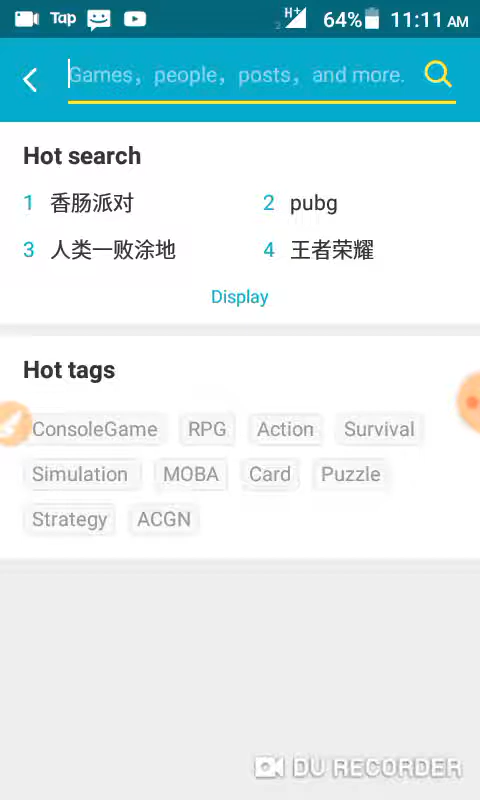 Tap H+ 2 64% 11:11 AM
Games, people, posts, and more.
Hot search
1 香肠派对 2 pubg
3 人类一败涂地 4 王者荣耀
Display
Hot tags
ConsoleGame RPG Action Survival
Simulation MOBA Card Puzzle
Strategy ACGN
DU RECORDER